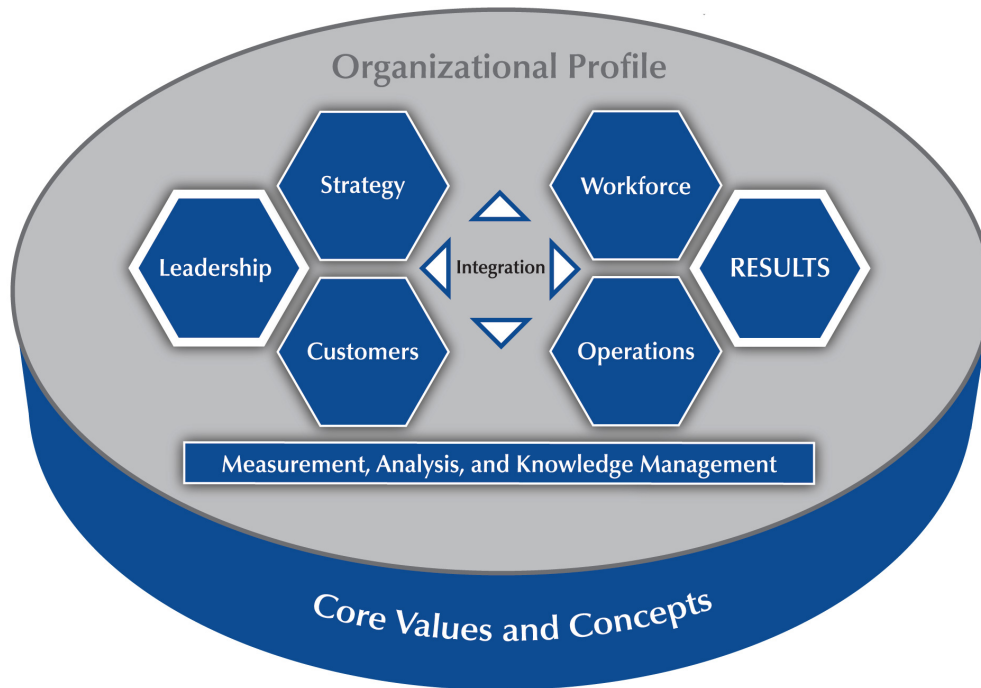 Organizational Profile
Strategy
Workforce
Leadership
Integration
RESULTS
Customers
Operations
Measurement, Analysis, and Knowledge Management
Core Values and Concepts